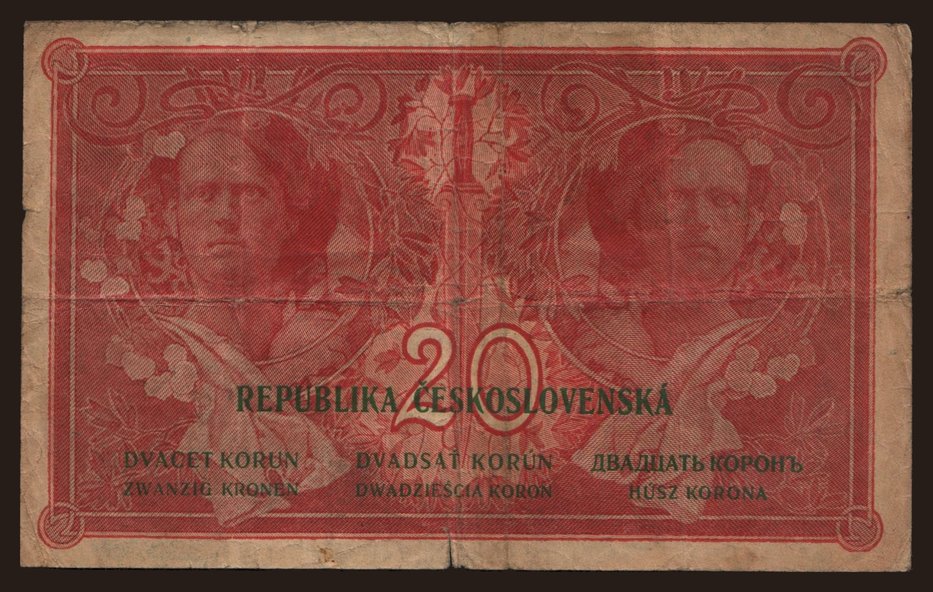 20
REPUBLIKA ČESKOSLOVENSKÁ
DVACET KORUN DVADSAŤ KORÚN ДВАДЦАТЬ КОРОНЪ
ZWANZIG KRONEN DWADZIEŚCIA KORON HÚSZ KORONA